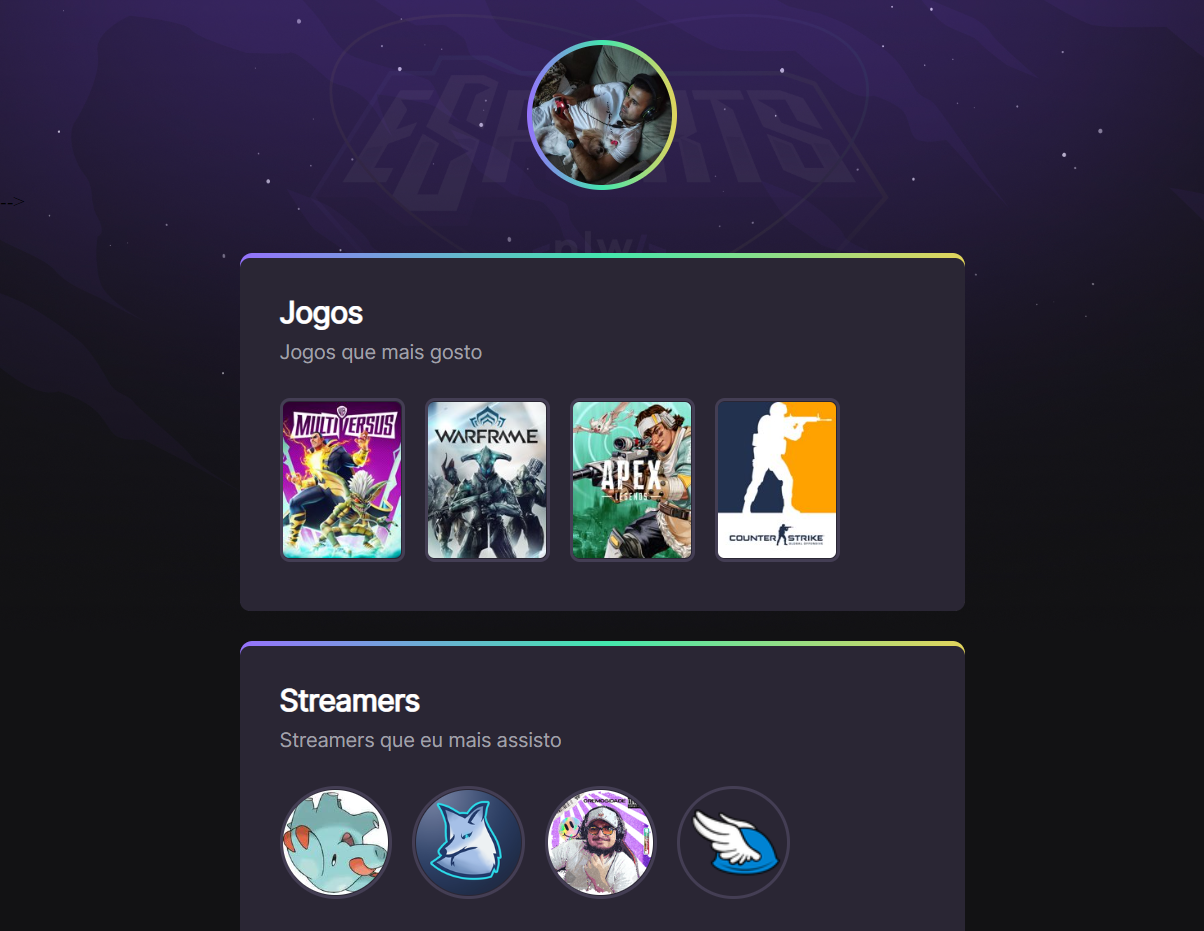 ESPORTS
-->
<nlw/>
Jogos
Jogos que mais gosto
MULTIVERSUS
WARFRAME
APEX
LEGENDS
COUNTER STRIKE
Streamers
Streamers que eu mais assisto